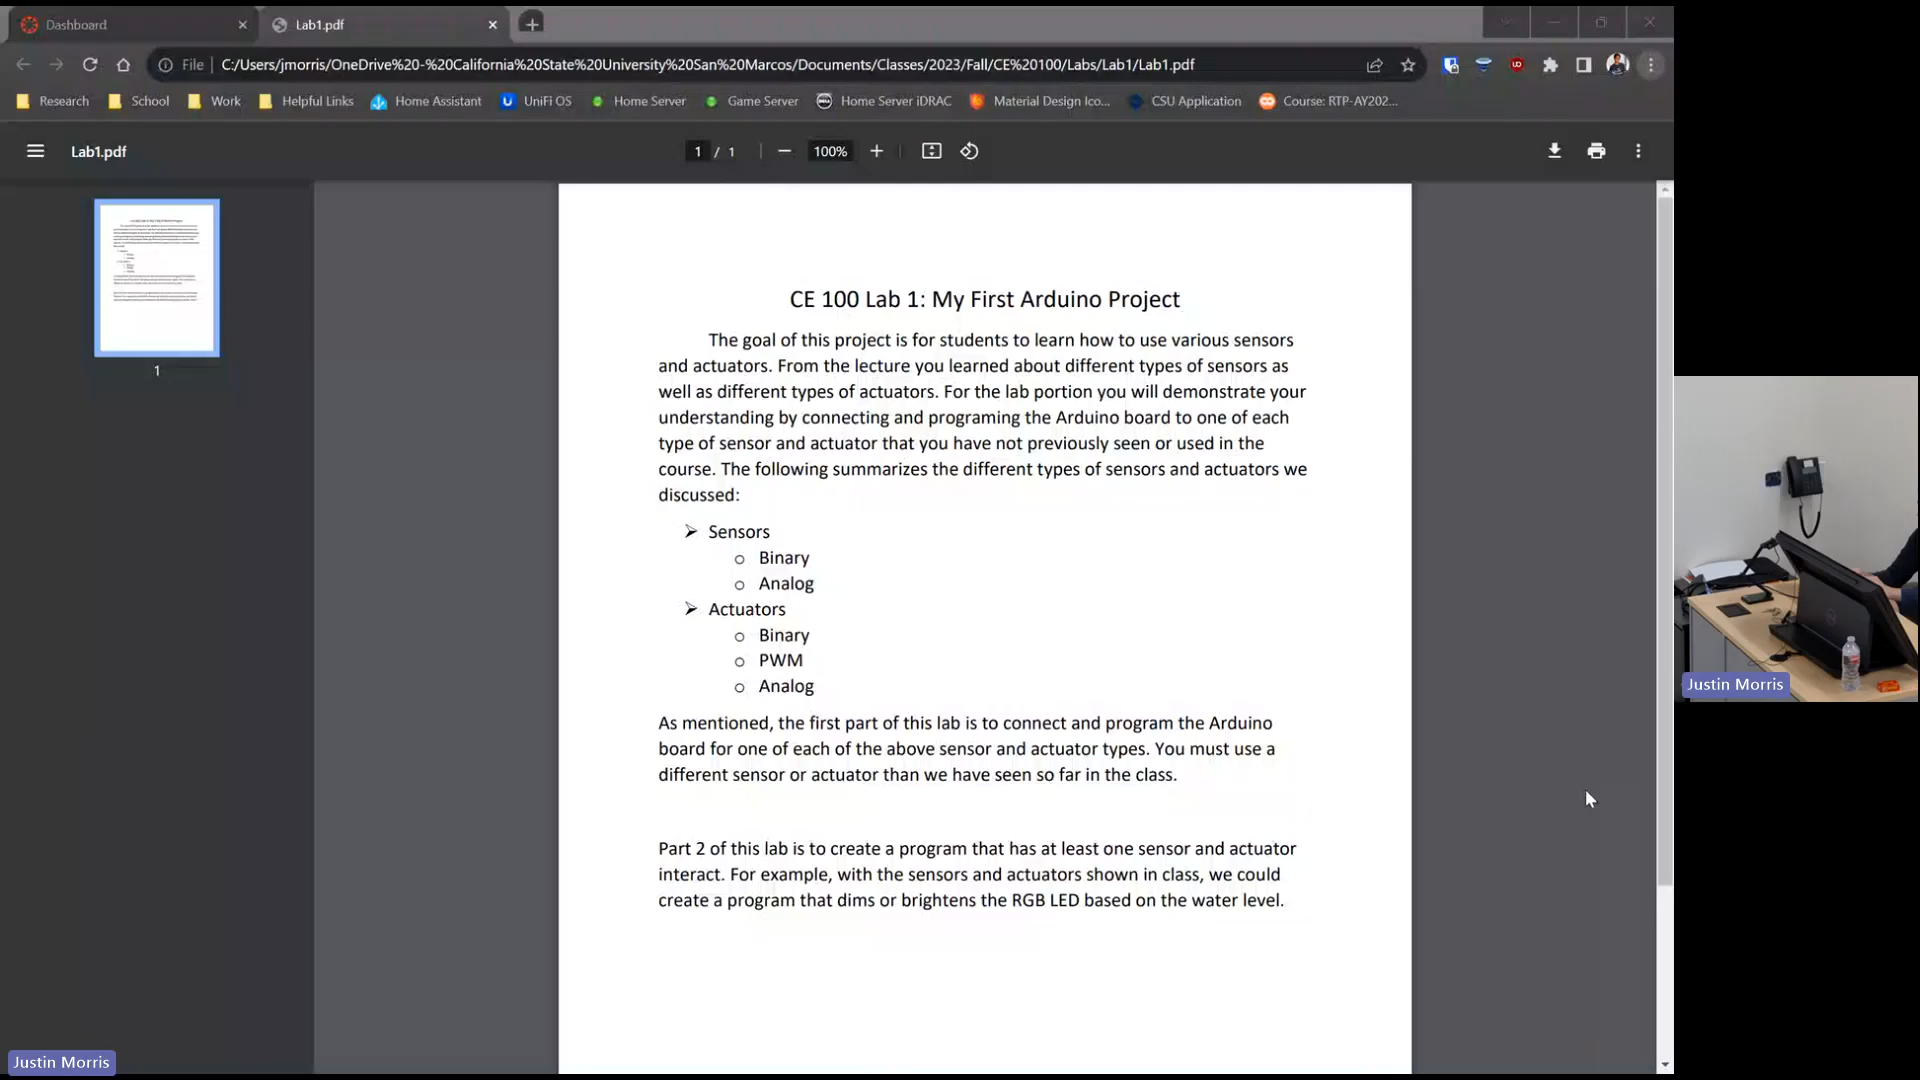 Dashboard
Lab1.pdf
File
C:/Users/jmorris/OneDrive%20-%20California%20State%20University%20San%20Marcos/Documents/Classes/2023/Fall/CE%20100/Labs/Lab1/Lab1.pdf
Research School Work Helpful Links Home Assistant UniFi OS Home Server Game Server Home Server iDRAC Material Design Ico... CSU Application Course: RTP-AY202...
Lab1.pdf
1 / 1
100%
1
CE 100 Lab 1: My First Arduino Project
The goal of this project is for students to learn how to use various sensors
and actuators. From the lecture you learned about different types of sensors as
well as different types of actuators. For the lab portion you will demonstrate your
understanding by connecting and programing the Arduino board to one of each
type of sensor and actuator that you have not previously seen or used in the
course. The following summarizes the different types of sensors and actuators we
discussed:
➢ Sensors
o Binary
o Analog
➢ Actuators
o Binary
o PWM
o Analog
As mentioned, the first part of this lab is to connect and program the Arduino
board for one of each of the above sensor and actuator types. You must use a
different sensor or actuator than we have seen so far in the class.
Part 2 of this lab is to create a program that has at least one sensor and actuator
interact. For example, with the sensors and actuators shown in class, we could
create a program that dims or brightens the RGB LED based on the water level.
Justin Morris
Justin Morris